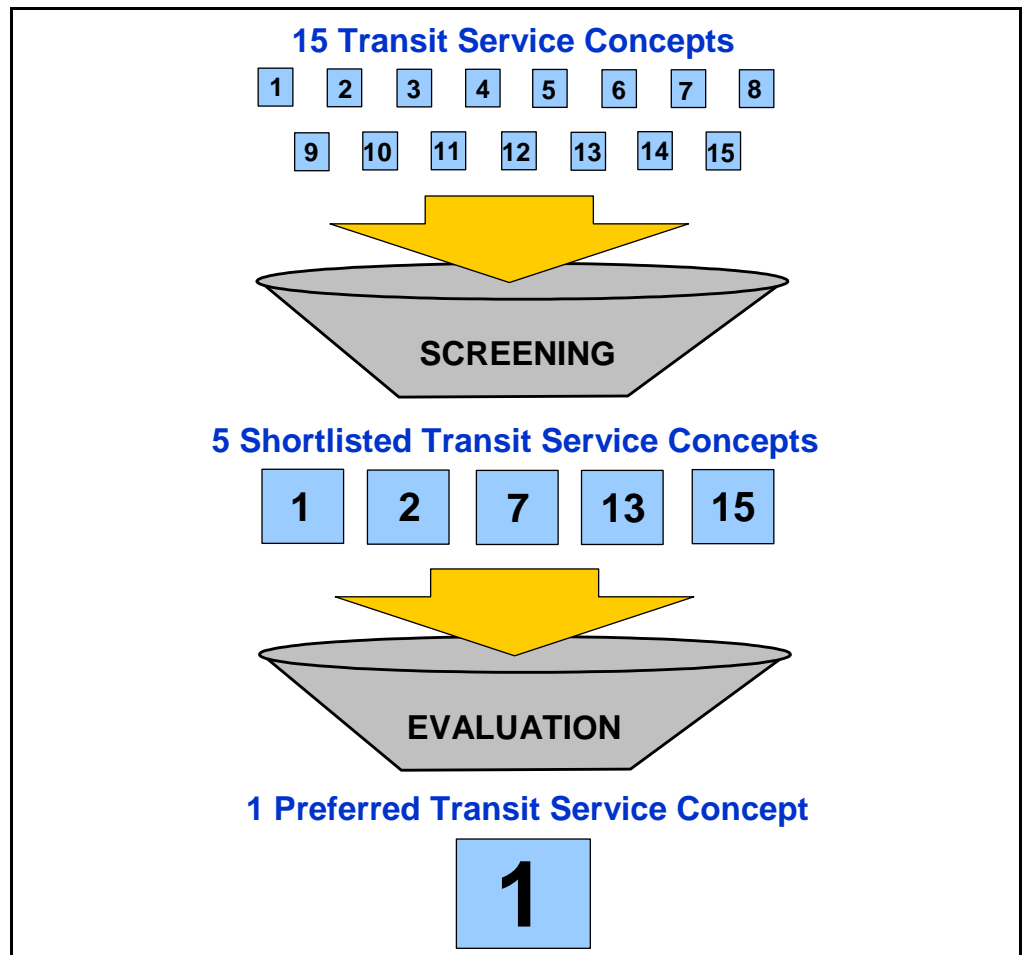 15 Transit Service Concepts
1 2 3 4 5 6 7 8
9 10 11 12 13 14 15
SCREENING
5 Shortlisted Transit Service Concepts
1 2 7 13 15
EVALUATION
1 Preferred Transit Service Concept
1